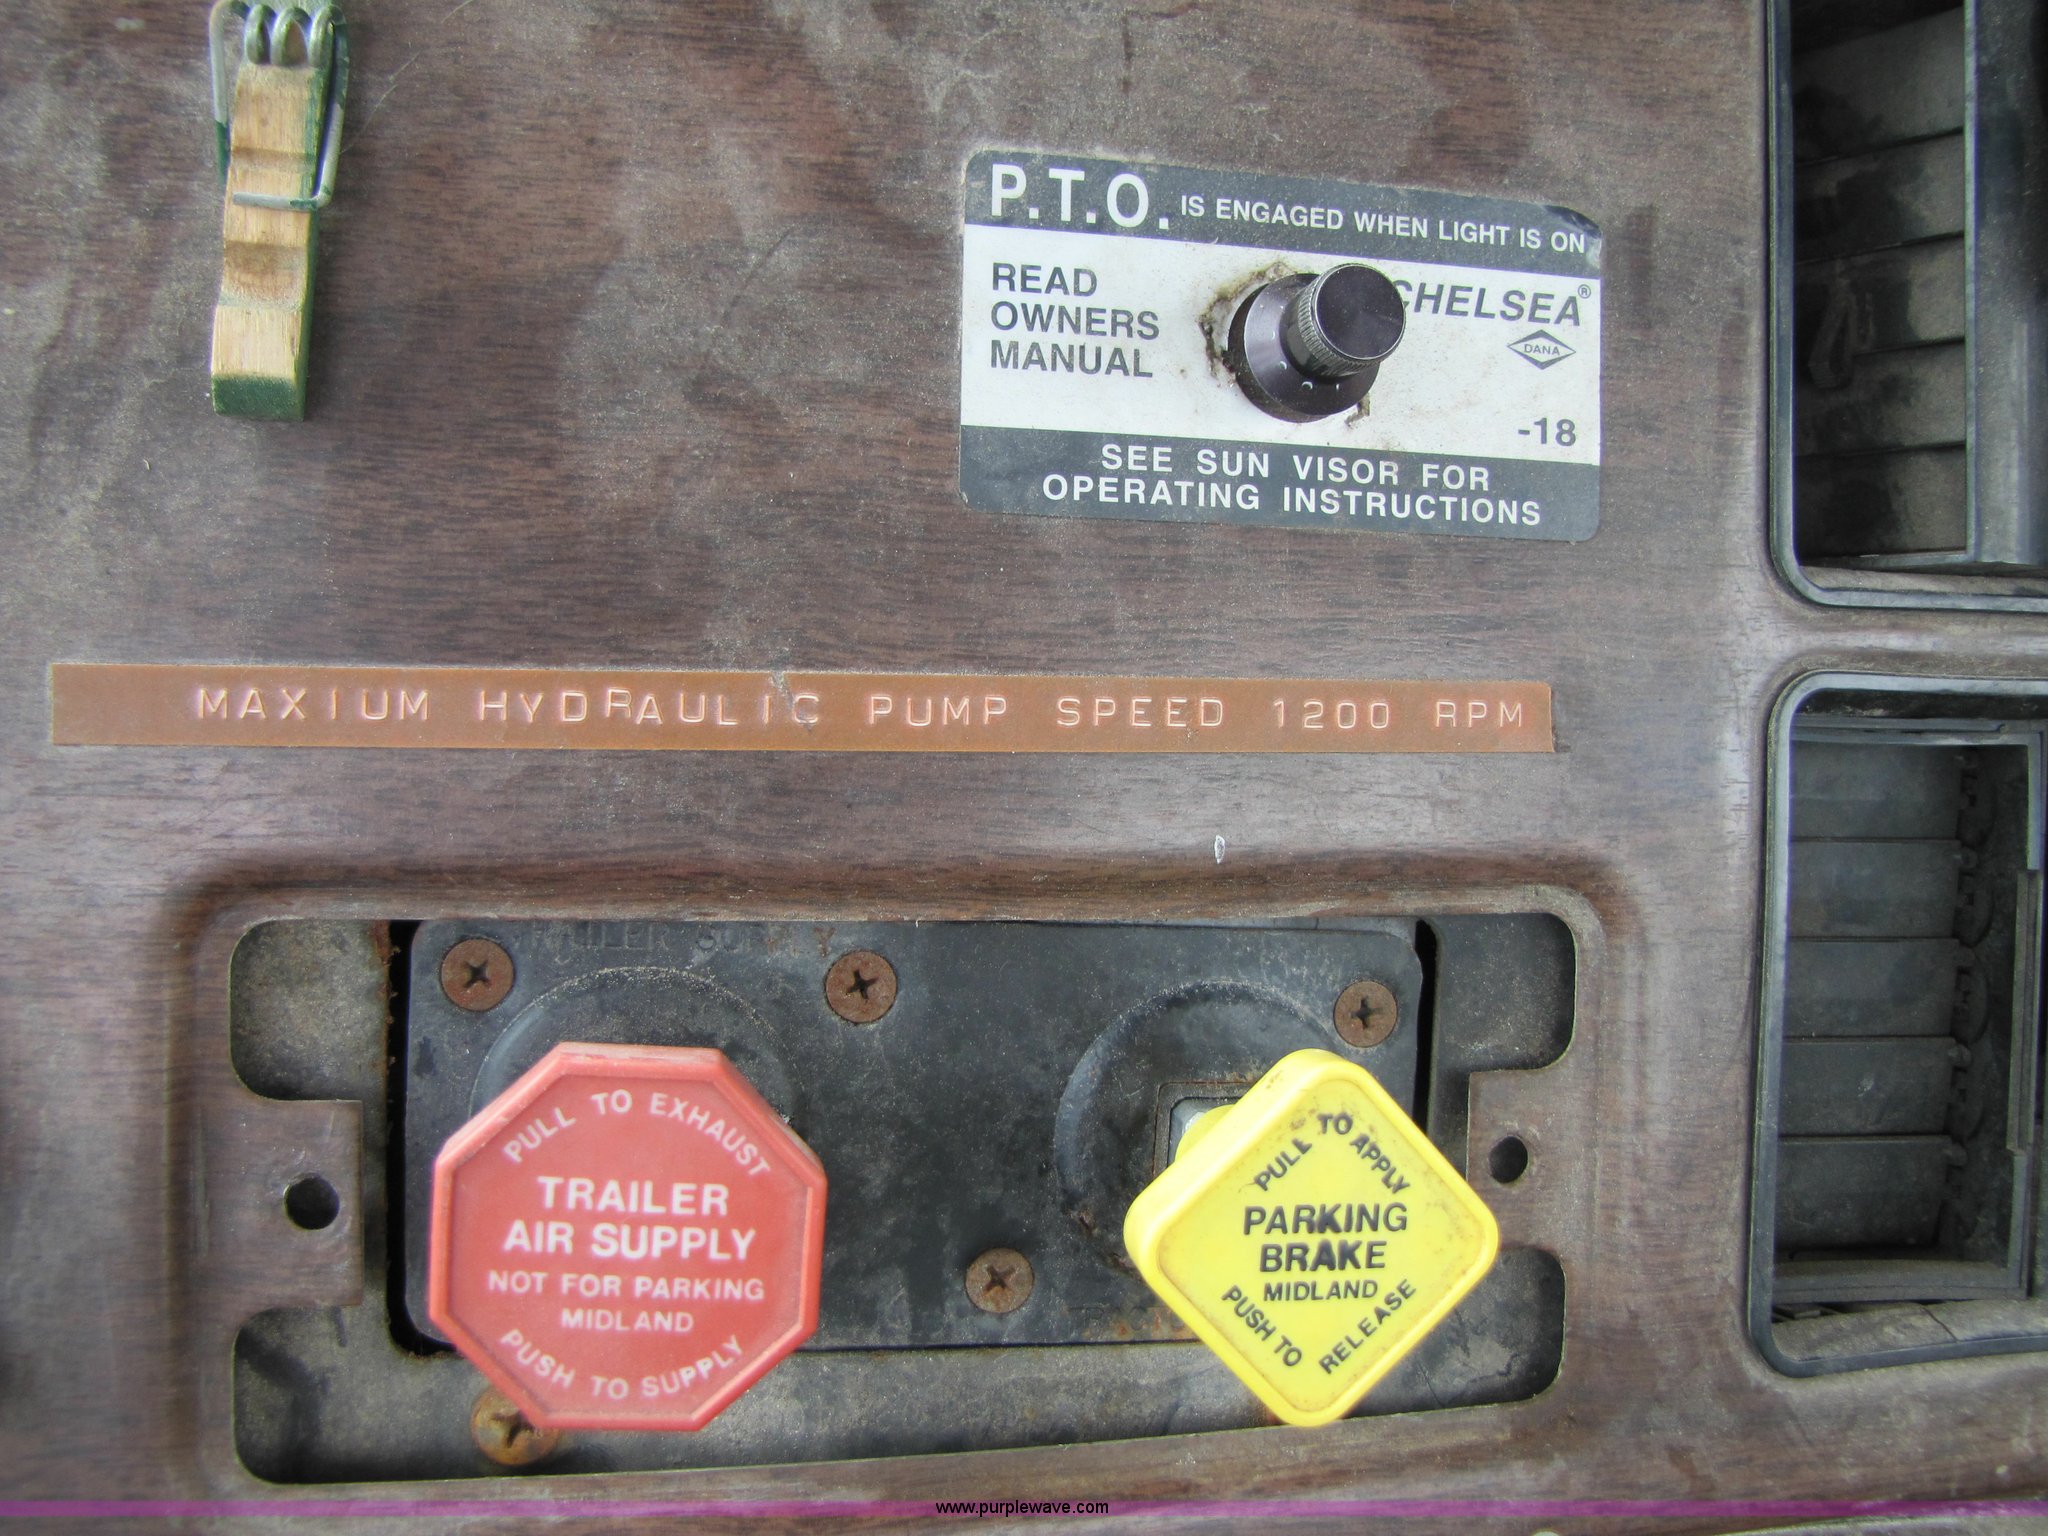 P.T.O. IS ENGAGED WHEN LIGHT IS ON
READ
OWNERS
MANUAL
CHELSEA®
DANA
-18
SEE SUN VISOR FOR
OPERATING INSTRUCTIONS
MAXIUM HYDRAULIC PUMP SPEED 1200 RPM
TRAILER SUPPLY
PULL TO EXHAUST
TRAILER
AIR SUPPLY
NOT FOR PARKING
MIDLAND
PUSH TO SUPPLY
PULL TO APPLY
PARKING
BRAKE
MIDLAND
PUSH TO RELEASE
www.purplewave.com